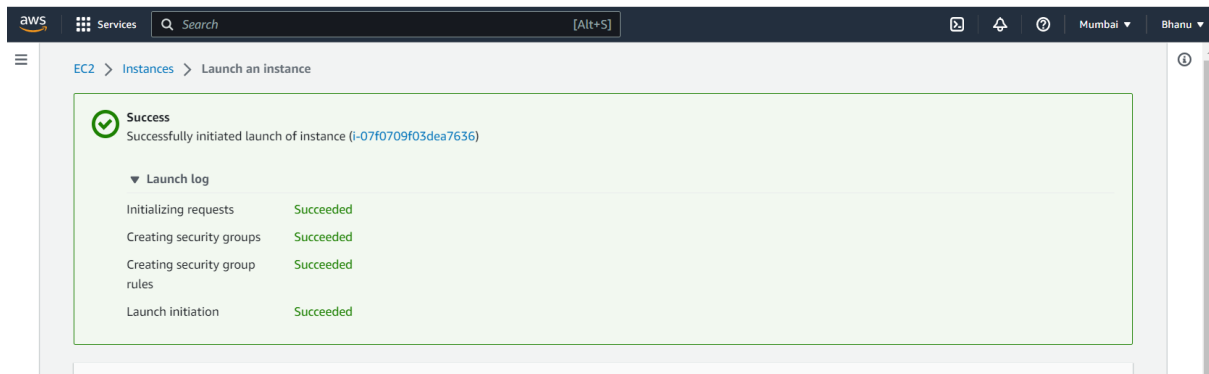 aws Services Search [Alt+S] Mumbai Bhanu
EC2 > Instances > Launch an instance
Success
Successfully initiated launch of instance (i-07f0709f03dea7636)
Launch log
Initializing requests Succeeded
Creating security groups Succeeded
Creating security group Succeeded
rules
Launch initiation Succeeded